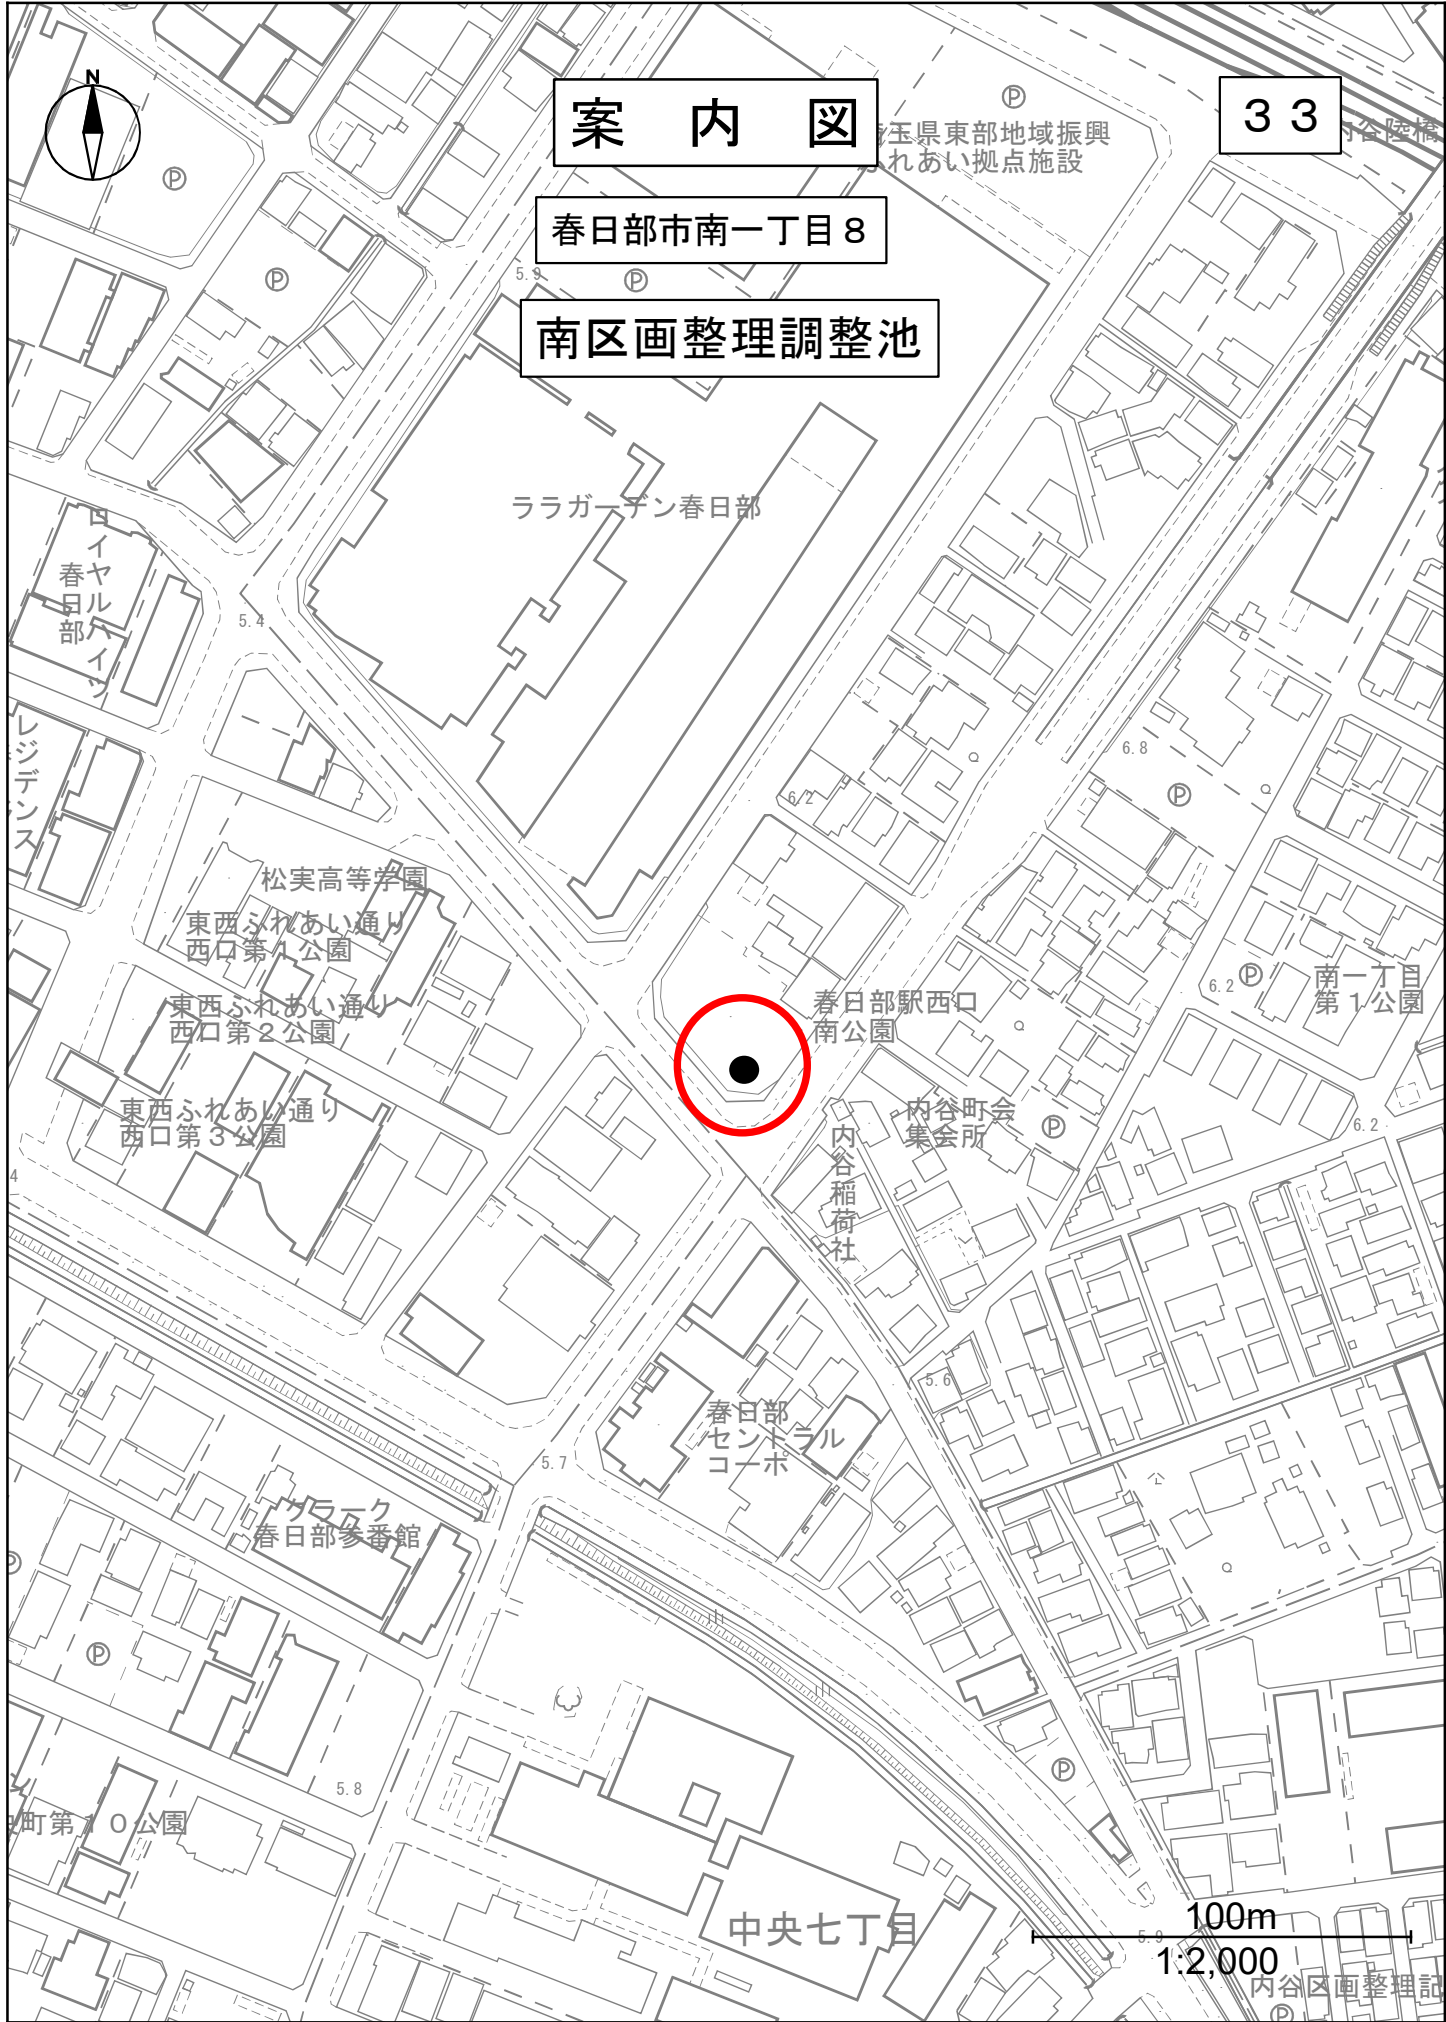 N
案内図
33
Ⓟ
玉県東部地域振興
ふれあい拠点施設
内谷陸橋
Ⓟ
春日部市南一丁目8
5.9
Ⓟ
Ⓟ
南区画整理調整池
ララガーデン春日部
ロイヤルハイツ
春日部
5.4
レジデンス
6.8
6.2
Ⓟ
松実高等学園
東西ふれあい通り
西口第1公園
東西ふれあい通り
西口第2公園
春日部駅西口
南公園
6.2
Ⓟ
南一丁目
第1公園
東西ふれあい通り
西口第3公園
内谷町会
集会所
Ⓟ
6.2
内谷稲荷社
4
5.6
春日部
セントラル
コーポ
5.7
クラーク
春日部参番館
Ⓟ
Ⓟ
Ⓟ
5.8
町第10公園
中央七丁目
100m
5.9
1:2,000
内谷区画整理記
Ⓟ